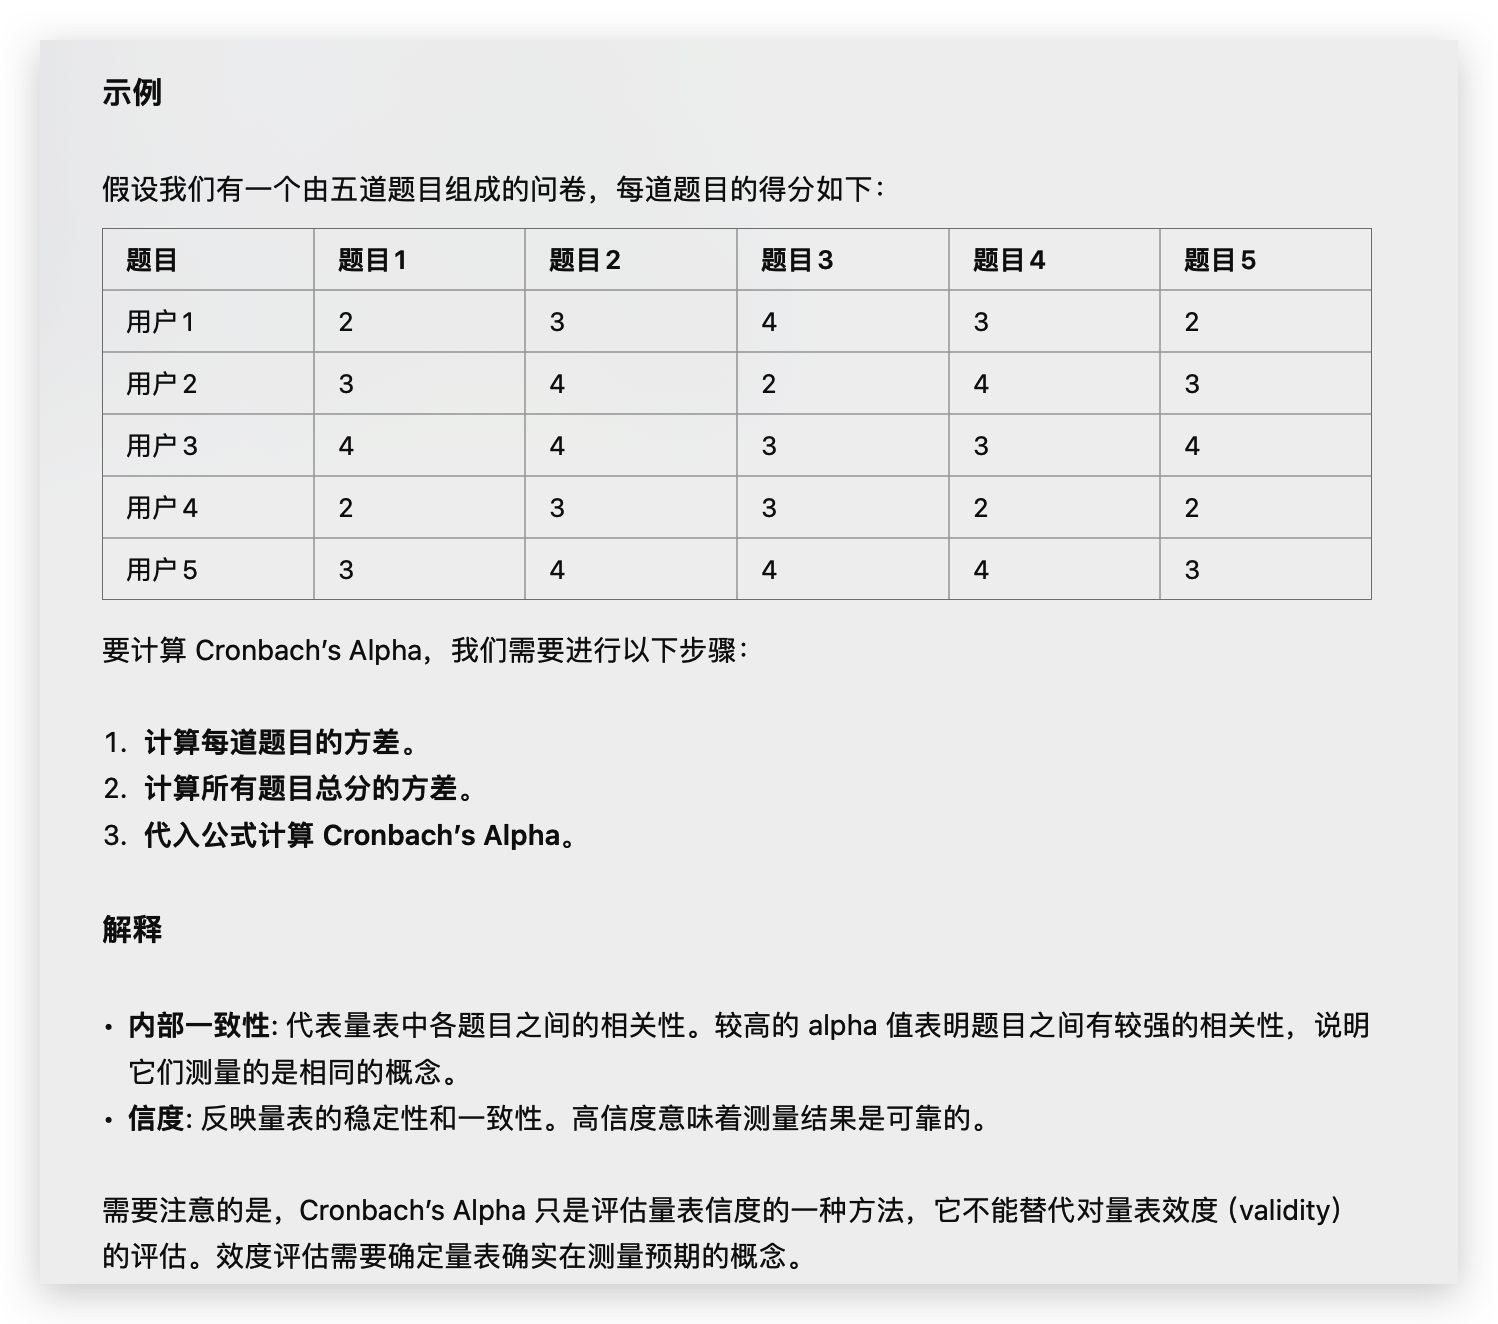 示例
假设我们有一个由五道题目组成的问卷，每道题目的得分如下：
题目 题目1 题目2 题目3 题目4 题目5
用户1 2 3 4 3 2
用户2 3 4 2 4 3
用户3 4 4 3 3 4
用户4 2 3 3 2 2
用户5 3 4 4 4 3
要计算 Cronbach’s Alpha，我们需要进行以下步骤：
1. 计算每道题目的方差。
2. 计算所有题目总分的方差。
3. 代入公式计算 Cronbach’s Alpha。
解释
• 内部一致性: 代表量表中各题目之间的相关性。较高的 alpha 值表明题目之间有较强的相关性，说明
它们测量的是相同的概念。
• 信度: 反映量表的稳定性和一致性。高信度意味着测量结果是可靠的。
需要注意的是，Cronbach’s Alpha 只是评估量表信度的一种方法，它不能替代对量表效度（validity）
的评估。效度评估需要确定量表确实在测量预期的概念。